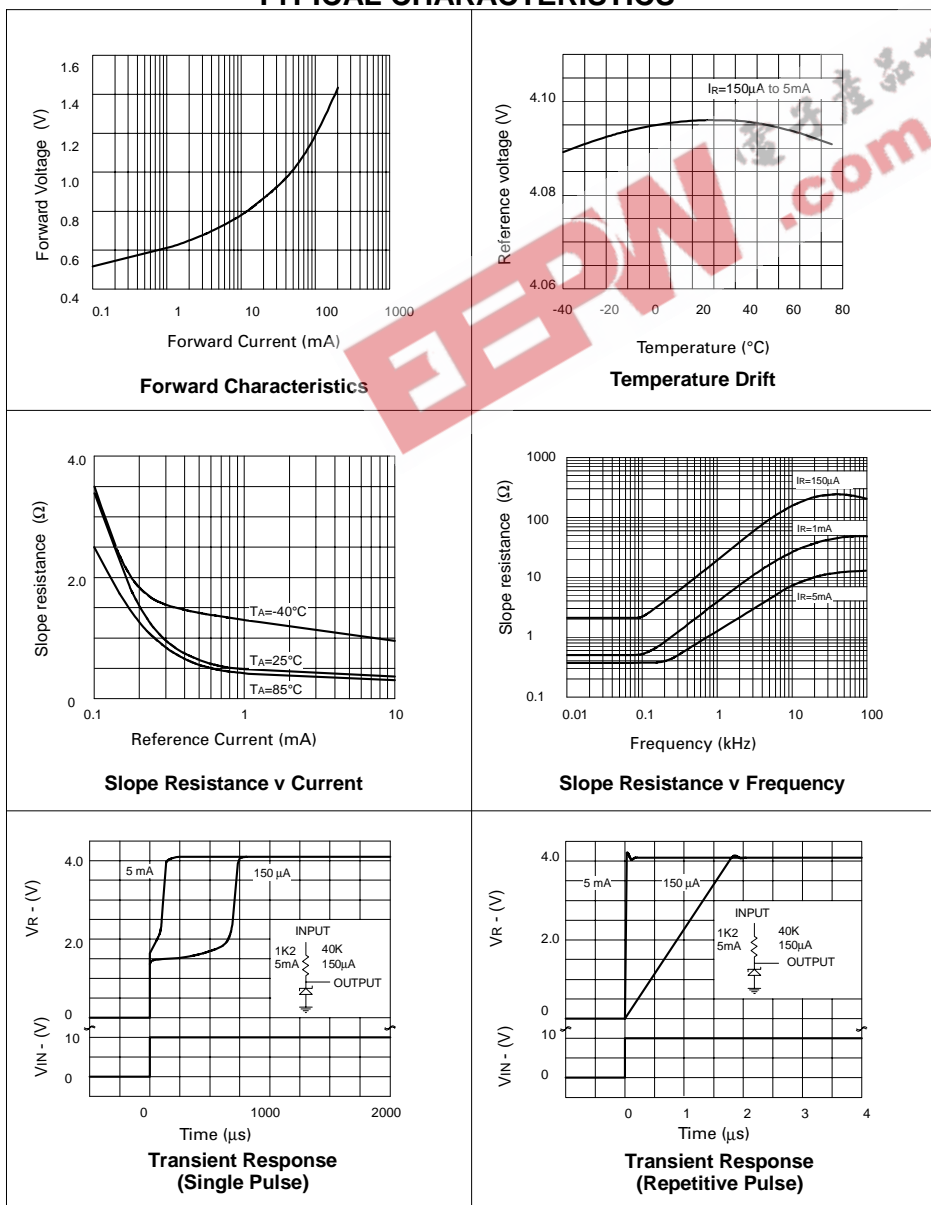 TYPICAL CHARACTERISTICS
1.6
1.4
1.2
1.0
0.8
0.6
0.4
Forward Voltage (V)
0.1 1 10 100 1000
Forward Current (mA)
Forward Characteristics
4.10
4.08
4.06
Reference voltage (V)
IR=150µA to 5mA
-40 -20 0 20 40 60 80
Temperature (°C)
Temperature Drift
EEPW.com
電子產品
4.0
2.0
0
Slope resistance (Ω)
TA=-40°C
TA=25°C
TA=85°C
0.1 1 10
Reference Current (mA)
Slope Resistance v Current
1000
100
10
1
0.1
Slope resistance (Ω)
IR=150µA
IR=1mA
IR=5mA
0.01 0.1 1 10 100
Frequency (kHz)
Slope Resistance v Frequency
4.0
2.0
0
10
0
VR - (V)
VIN - (V)
5 mA
150 µA
INPUT
1K2 40K
5mA 150µA
OUTPUT
0 1000 2000
Time (µs)
Transient Response
(Single Pulse)
4.0
2.0
0
10
0
VR - (V)
VIN - (V)
5 mA
150 µA
INPUT
1K2 40K
5mA 150µA
OUTPUT
0 1 2 3 4
Time (µs)
Transient Response
(Repetitive Pulse)